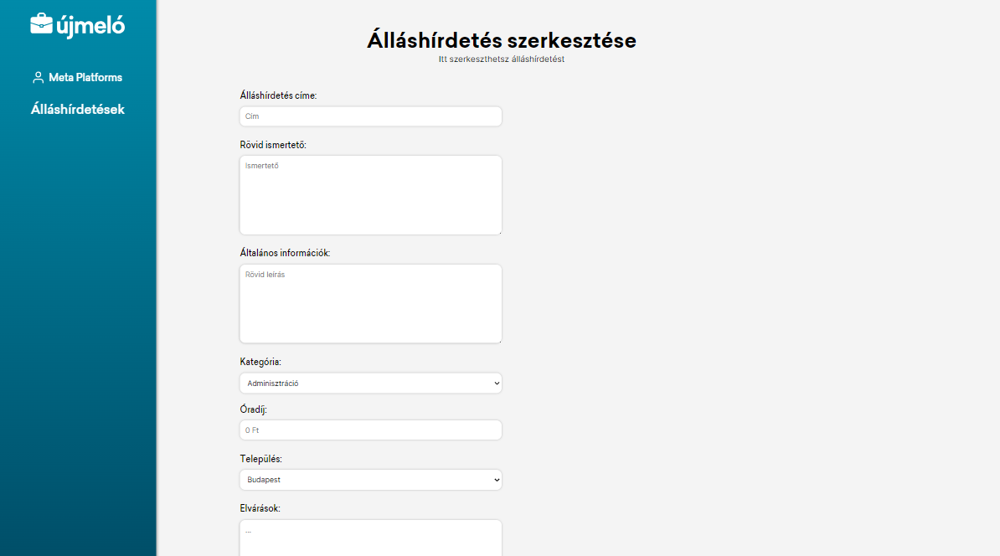 újmeló
Meta Platforms
Álláshírdetések
Álláshírdetés szerkesztése
Itt szerkeszthetsz álláshírdetést
Álláshírdetés címe:
Cím
Rövid ismertető:
Ismertető
Általános információk:
Rövid leírás
Kategória:
Adminisztráció
Óradíj:
0 Ft
Település:
Budapest
Elvárások:
...